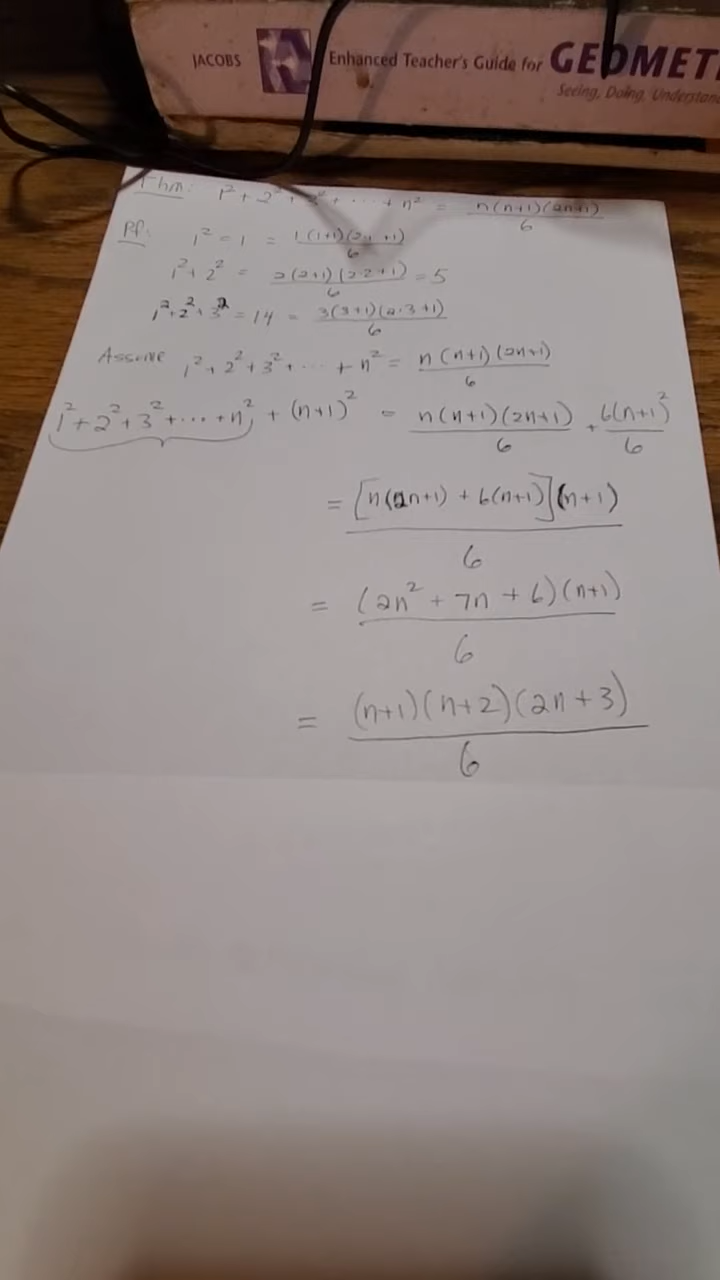 JACOBS Enhanced Teacher's Guide for GEOMET
Seeing, Doing, Understan
Thm: 1² + 2² + 3² + ... + n² = n(n+1)(2n+1)/6
Pf: 1² = 1 = 1(1+1)(2·1+1)/6
1² + 2² = 2(2+1)(2·2+1)/6 = 5
1² + 2² + 3² = 14 = 3(3+1)(2·3+1)/6
Assume 1² + 2² + 3² + ... + n² = n(n+1)(2n+1)/6
1² + 2² + 3² + ... + n² + (n+1)² = n(n+1)(2n+1)/6 + 6(n+1)²/6
= [n(2n+1) + 6(n+1)](n+1)/6
= (2n² + 7n + 6)(n+1)/6
= (n+1)(n+2)(2n+3)/6